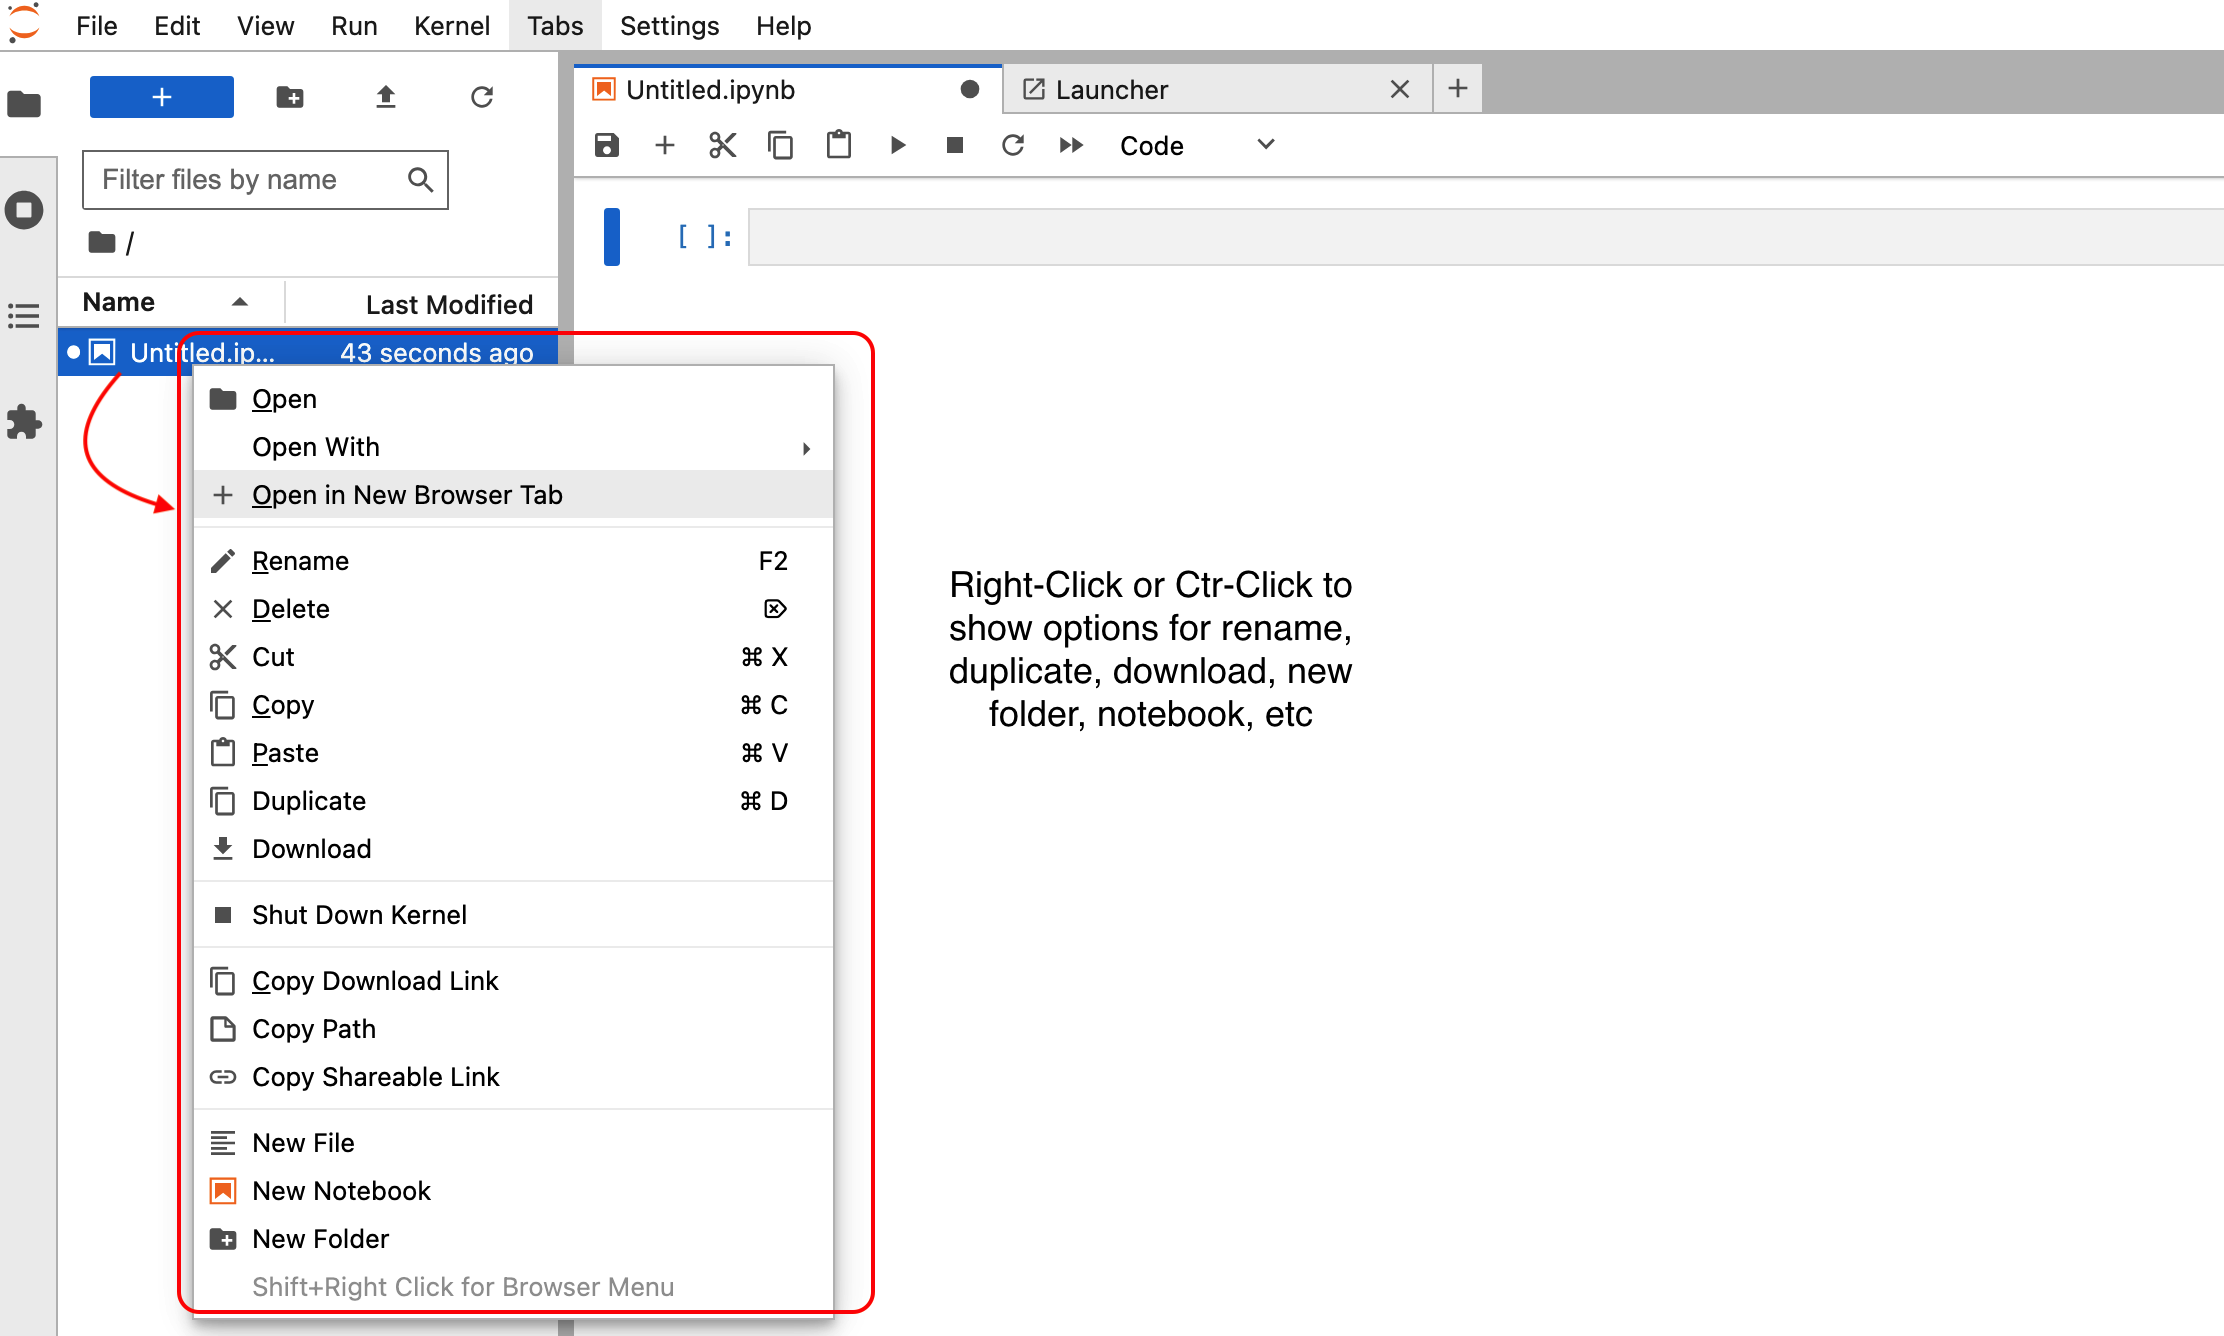 File Edit View Run Kernel Tabs Settings Help
Untitled.ipynb Launcher
Code
Filter files by name
/
[ ]:
Name Last Modified
Untitled.ip... 43 seconds ago
Open
Open With
Open in New Browser Tab
Rename F2
Delete
Cut ⌘ X
Copy ⌘ C
Paste ⌘ V
Duplicate ⌘ D
Download
Shut Down Kernel
Copy Download Link
Copy Path
Copy Shareable Link
New File
New Notebook
New Folder
Shift+Right Click for Browser Menu
Right-Click or Ctr-Click to
show options for rename,
duplicate, download, new
folder, notebook, etc